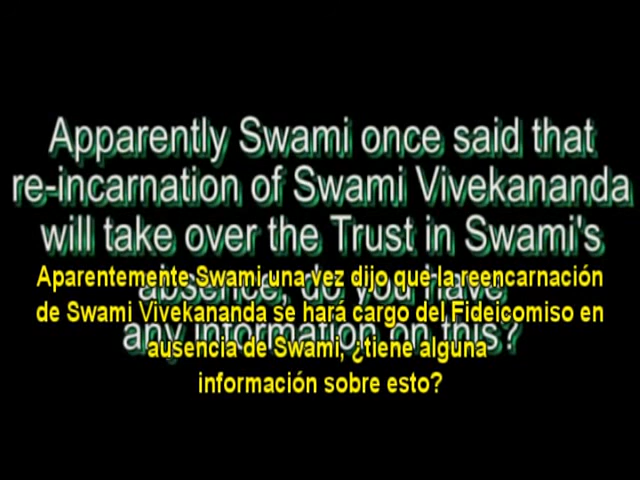 Apparently Swami once said that
re-incarnation of Swami Vivekananda
will take over the Trust in Swami's
absence, do you have
any information on this?
Aparentemente Swami una vez dijo que la reencarnación
de Swami Vivekananda se hará cargo del Fideicomiso en
ausencia de Swami, ¿tiene alguna
información sobre esto?